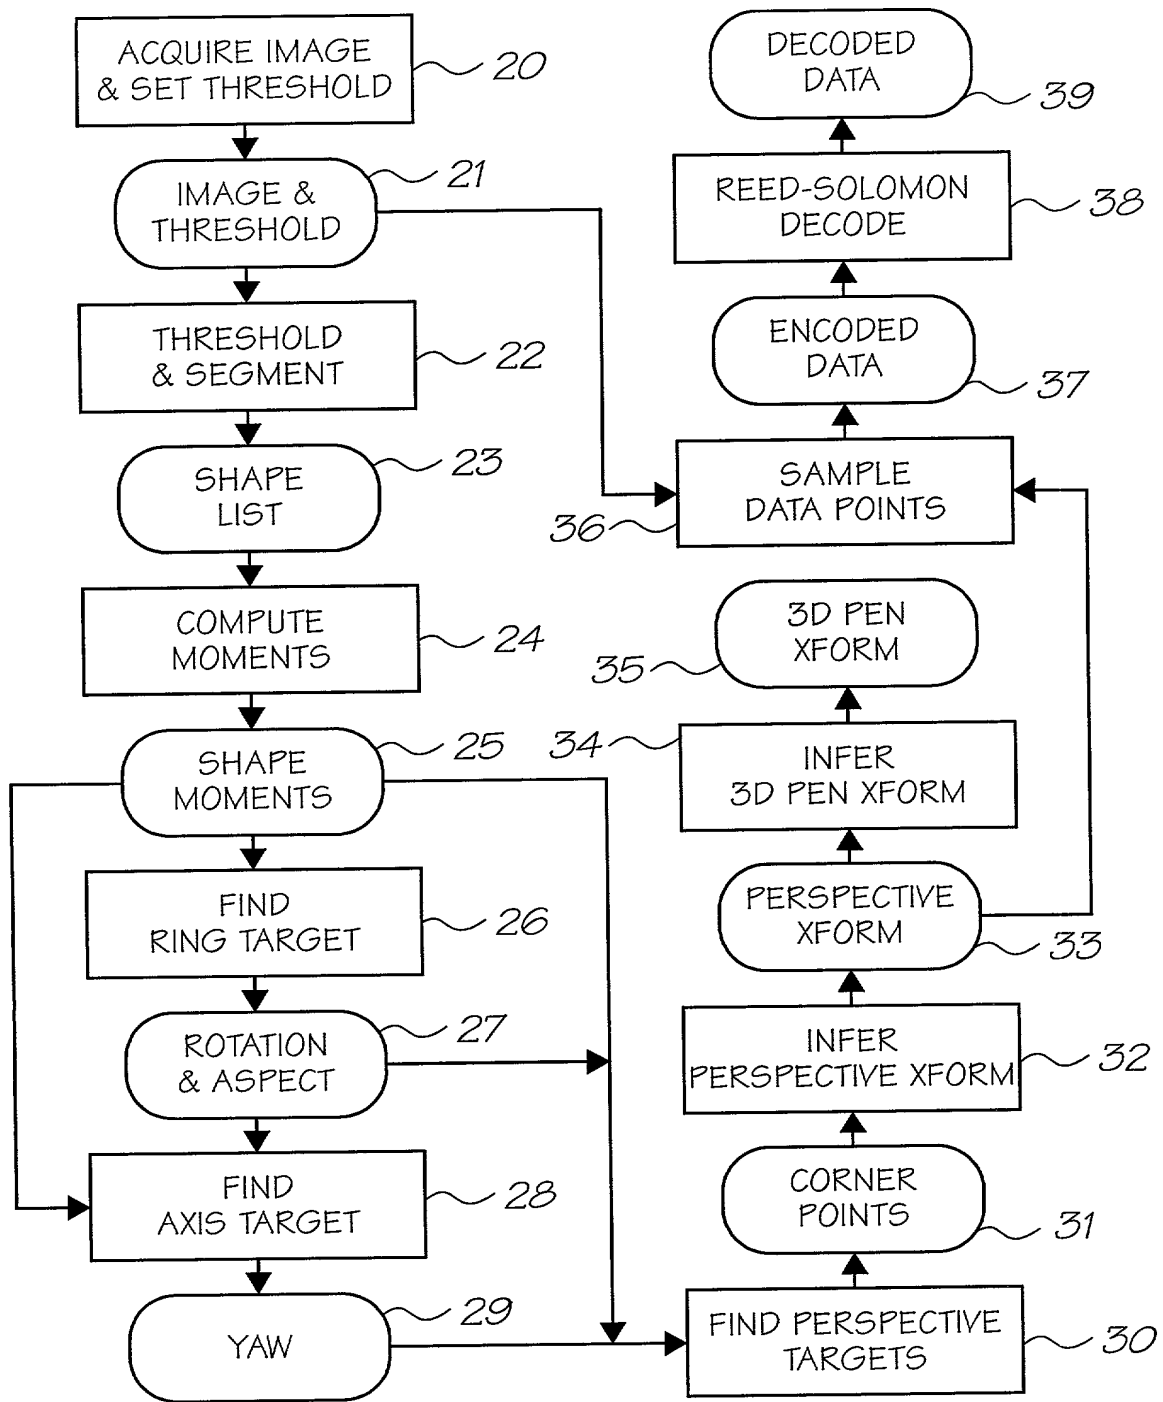 ACQUIRE IMAGE
& SET THRESHOLD
20
IMAGE &
THRESHOLD
21
THRESHOLD
& SEGMENT
22
SHAPE
LIST
23
COMPUTE
MOMENTS
24
SHAPE
MOMENTS
25
FIND
RING TARGET
26
ROTATION
& ASPECT
27
FIND
AXIS TARGET
28
YAW
29
DECODED
DATA
39
REED-SOLOMON
DECODE
38
ENCODED
DATA
37
SAMPLE
DATA POINTS
36
3D PEN
XFORM
35
34
INFER
3D PEN XFORM
PERSPECTIVE
XFORM
33
INFER
PERSPECTIVE XFORM
32
CORNER
POINTS
31
FIND PERSPECTIVE
TARGETS
30